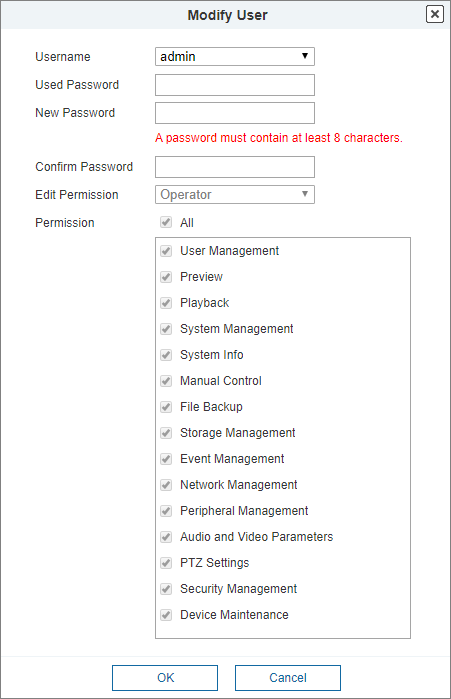 Modify User
Username admin
Used Password
New Password
A password must contain at least 8 characters.
Confirm Password
Edit Permission Operator
Permission All
User Management
Preview
Playback
System Management
System Info
Manual Control
File Backup
Storage Management
Event Management
Network Management
Peripheral Management
Audio and Video Parameters
PTZ Settings
Security Management
Device Maintenance
OK Cancel